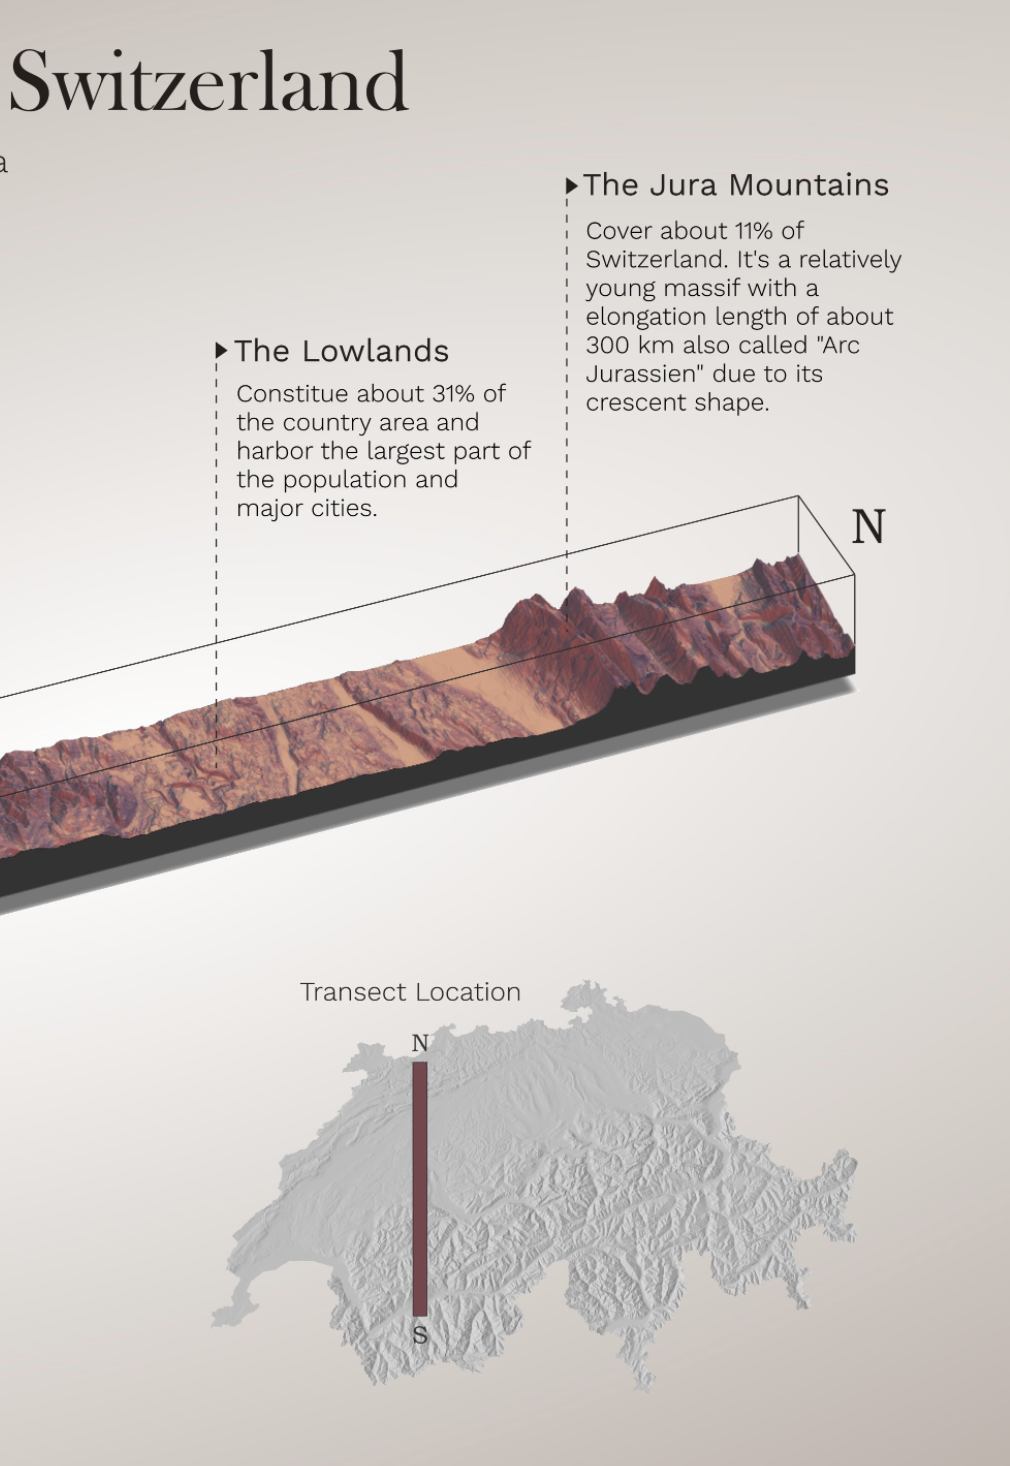 Switzerland
a
The Jura Mountains
Cover about 11% of
Switzerland. It's a relatively
young massif with a
elongation length of about
300 km also called "Arc
Jurassien" due to its
crescent shape.
The Lowlands
Constitue about 31% of
the country area and
harbor the largest part of
the population and
major cities.
N
Transect Location
N
S